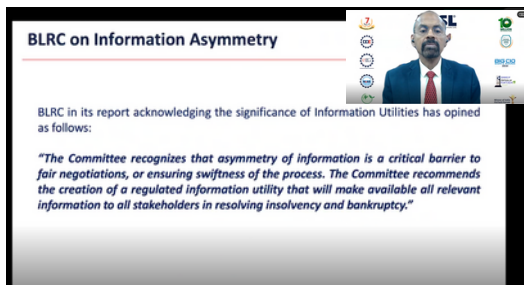 BLRC on Information Asymmetry
BLRC in its report acknowledging the significance of Information Utilities has opined
as follows:
"The Committee recognizes that asymmetry of information is a critical barrier to
fair negotiations, or ensuring swiftness of the process. The Committee recommends
the creation of a regulated information utility that will make available all relevant
information to all stakeholders in resolving insolvency and bankruptcy."